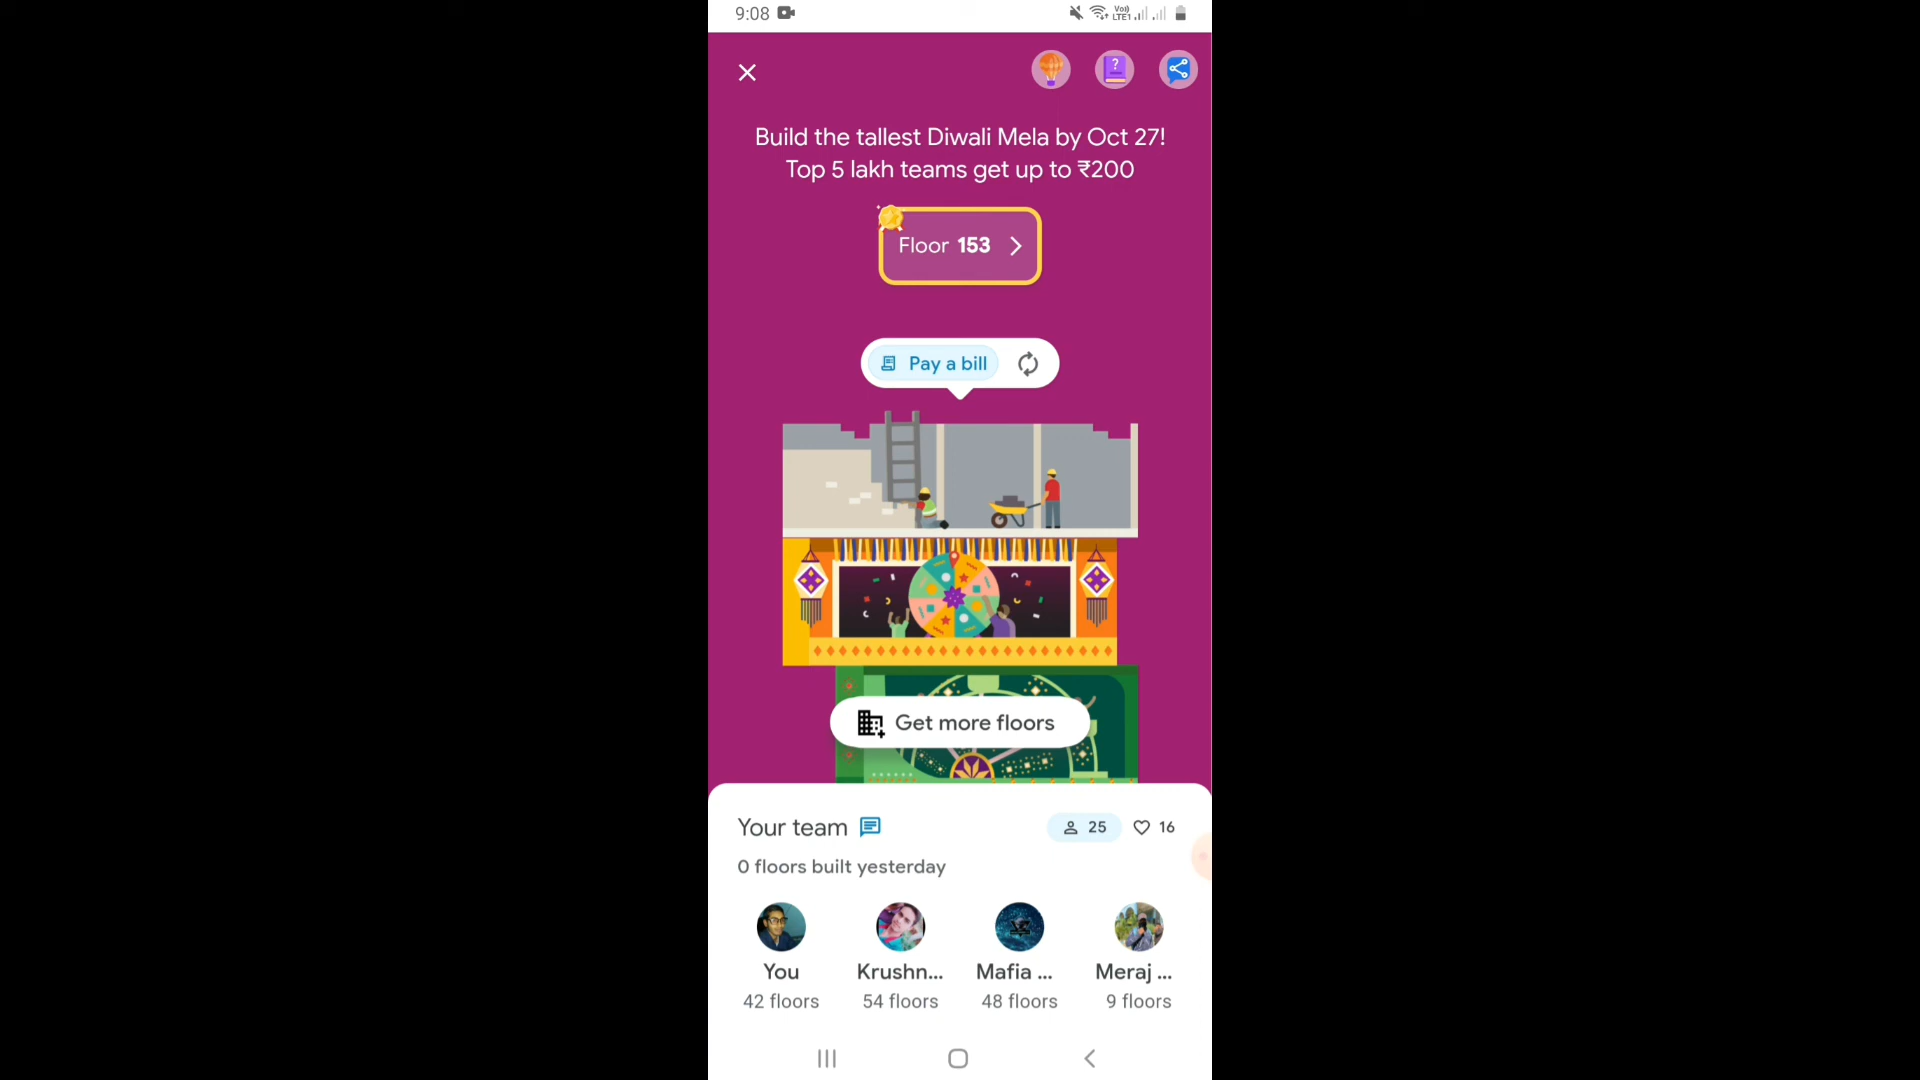 9:08
Vo))
LTE1
Build the tallest Diwali Mela by Oct 27!
Top 5 lakh teams get up to ₹200
Floor 153
Pay a bill
Get more floors
Your team
25
16
0 floors built yesterday
You
Krushn...
Mafia ...
Meraj ...
42 floors
54 floors
48 floors
9 floors